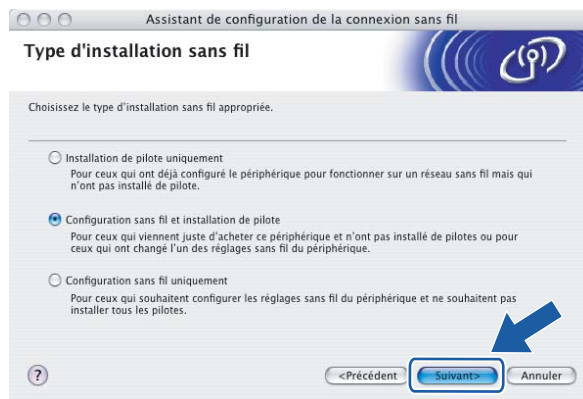 Assistant de configuration de la connexion sans fil
Type d'installation sans fil
Choisissez le type d'installation sans fil appropriée.
Installation de pilote uniquement
Pour ceux qui ont déjà configuré le périphérique pour fonctionner sur un réseau sans fil mais qui
n'ont pas installé de pilote.
Configuration sans fil et installation de pilote
Pour ceux qui viennent juste d'acheter ce périphérique et n'ont pas installé de pilotes ou pour
ceux qui ont changé l'un des réglages sans fil du périphérique.
Configuration sans fil uniquement
Pour ceux qui souhaitent configurer les réglages sans fil du périphérique et ne souhaitent pas
installer tous les pilotes.
?
<Précédent
Suivant>
Annuler